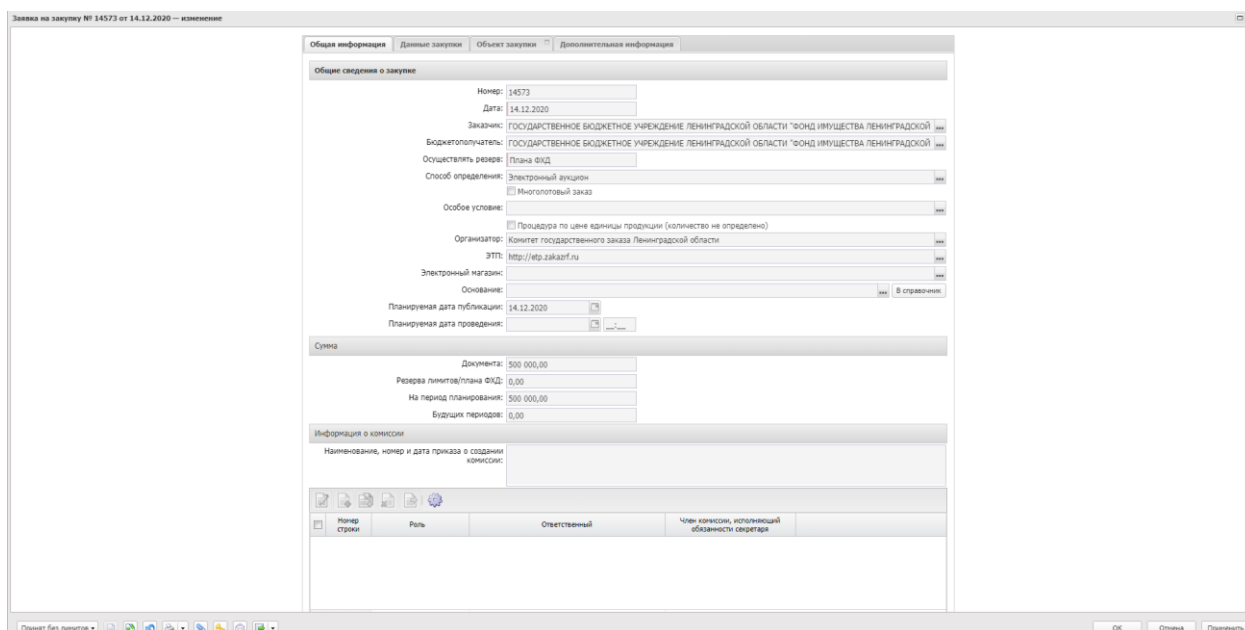 Заявка на закупку № 14573 от 14.12.2020 — изменение
Общая информация Данные закупки Объект закупки Дополнительная информация
Общие сведения о закупке
Номер: 14573
Дата: 14.12.2020
Заказчик: ГОСУДАРСТВЕННОЕ БЮДЖЕТНОЕ УЧРЕЖДЕНИЕ ЛЕНИНГРАДСКОЙ ОБЛАСТИ "ФОНД ИМУЩЕСТВА ЛЕНИНГРАДСКОЙ ...
Бюджетополучатель: ГОСУДАРСТВЕННОЕ БЮДЖЕТНОЕ УЧРЕЖДЕНИЕ ЛЕНИНГРАДСКОЙ ОБЛАСТИ "ФОНД ИМУЩЕСТВА ЛЕНИНГРАДСКОЙ ...
Осуществлять резерв: Плана ФХД
Способ определения: Электронный аукцион ...
Многолотовый заказ
Особое условие: ...
Процедура по цене единицы продукции (количество не определено)
Организатор: Комитет государственного заказа Ленинградской области ...
ЭТП: http://etp.zakazrf.ru ...
Электронный магазин: ...
Основание: ... В справочник
Планируемая дата публикации: 14.12.2020
Планируемая дата проведения: __:__
Сумма
Документа: 500 000,00
Резерва лимитов/плана ФХД: 0,00
На период планирования: 500 000,00
Будущих периодов: 0,00
Информация о комиссии
Наименование, номер и дата приказа о создании
комиссии:
Номер строки Роль Ответственный Член комиссии, исполняющий обязанности секретаря
Принят без лимитов OK Отмена Применить